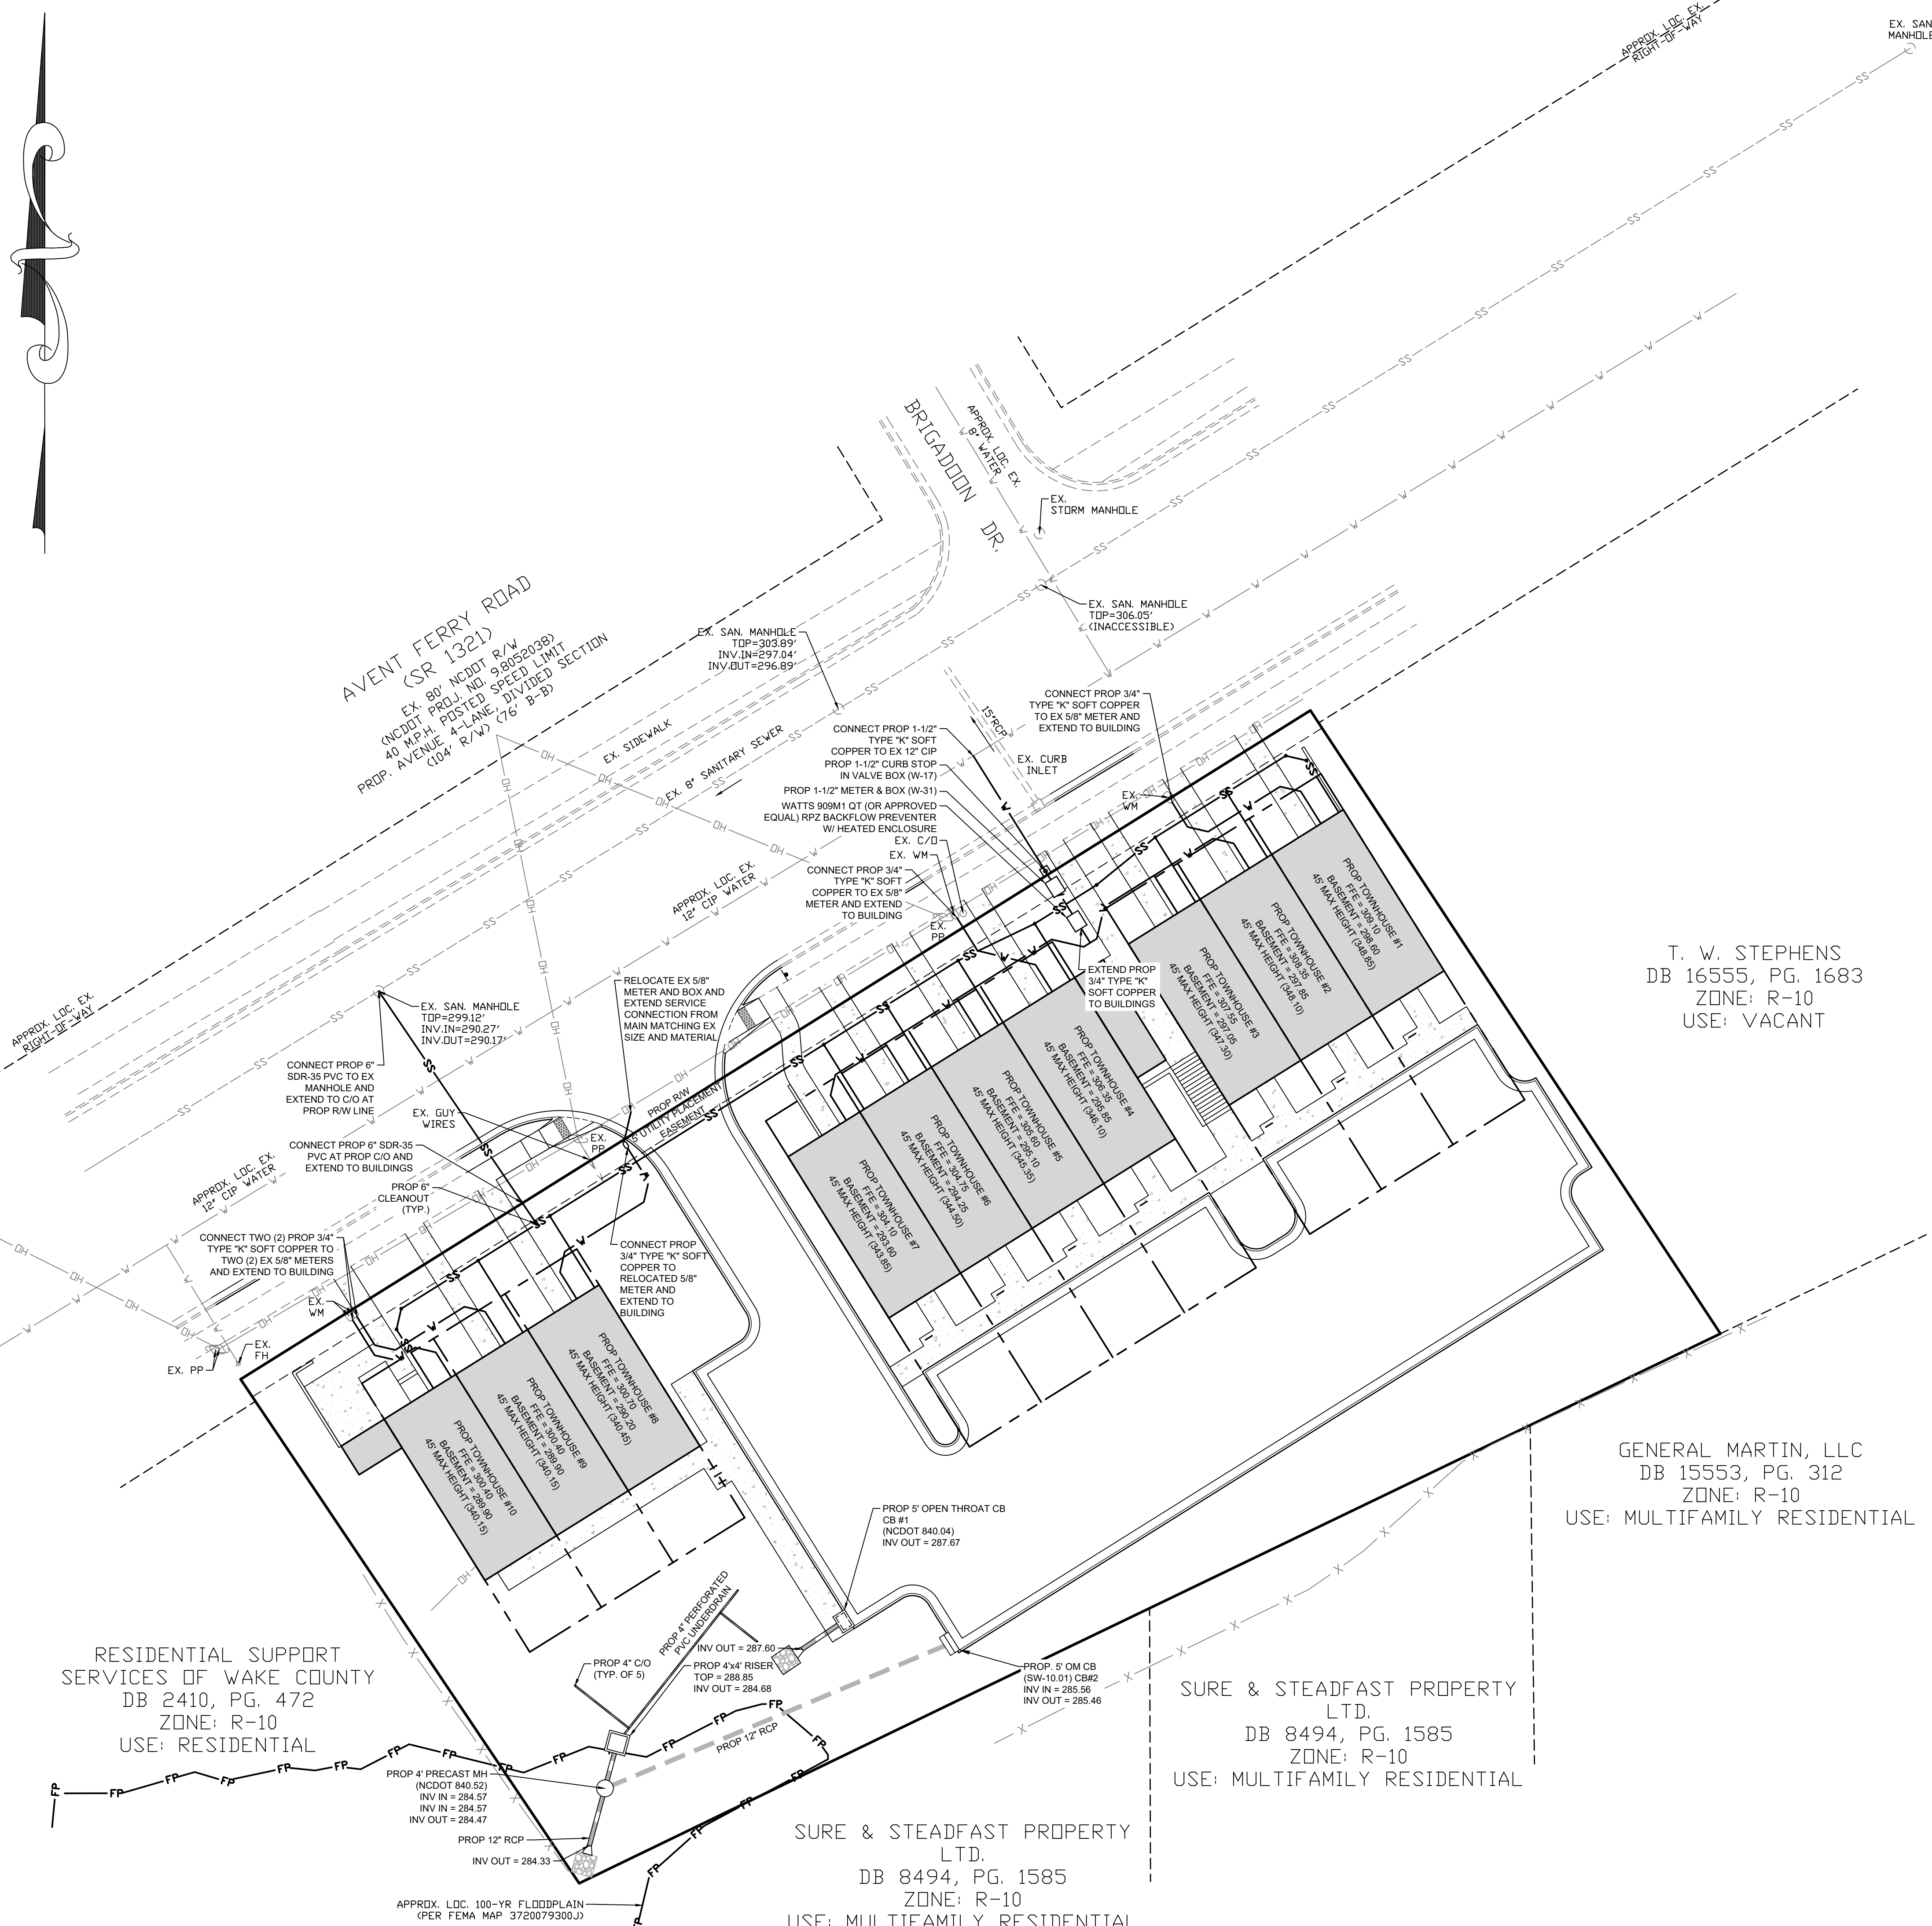 APPROX. LOC. EX.
RIGHT-OF-WAY
EX. SAN
MANHOLE
BRIGADOON DR.
APPROX. LOC. EX.
8" WATER
EX.
STORM MANHOLE
EX. SAN. MANHOLE
TOP=306.05'
(INACCESSIBLE)
AVENT FERRY ROAD
(SR 1321)
EX. 80' NCDOT R/W
(NCDOT PROJ. NO. 9.8052038)
40 M.P.H. POSTED SPEED LIMIT
PROP. AVENUE 4-LANE, DIVIDED SECTION
(104' R/W) (76' B-B)
EX. SAN. MANHOLE
TOP=303.89'
INV.IN=297.04'
INV.OUT=296.89'
EX. SIDEWALK
EX. 8" SANITARY SEWER
15"RCP
EX. CURB
INLET
CONNECT PROP 3/4"
TYPE "K" SOFT COPPER
TO EX 5/8" METER AND
EXTEND TO BUILDING
CONNECT PROP 1-1/2"
TYPE "K" SOFT
COPPER TO EX 12" CIP
PROP 1-1/2" CURB STOP
IN VALVE BOX (W-17)
PROP 1-1/2" METER & BOX (W-31)
WATTS 909M1 QT (OR APPROVED
EQUAL) RPZ BACKFLOW PREVENTER
W/ HEATED ENCLOSURE
EX. C/O
EX. WM
CONNECT PROP 3/4"
TYPE "K" SOFT
COPPER TO EX 5/8"
METER AND EXTEND
TO BUILDING
EX.
WM
EX.
PP
APPROX. LOC. EX.
12" CIP WATER
EXTEND PROP
3/4" TYPE "K"
SOFT COPPER
TO BUILDINGS
PROP TOWNHOUSE #1
FFE = 309.10
BASEMENT = 298.60
45' MAX HEIGHT (348.85)
PROP TOWNHOUSE #2
FFE = 308.35
BASEMENT = 297.85
45' MAX HEIGHT (348.10)
PROP TOWNHOUSE #3
FFE = 307.55
BASEMENT = 297.05
45' MAX HEIGHT (347.30)
PROP TOWNHOUSE #4
FFE = 306.35
BASEMENT = 295.85
45' MAX HEIGHT (346.10)
PROP TOWNHOUSE #5
FFE = 305.60
BASEMENT = 295.10
45' MAX HEIGHT (345.35)
PROP TOWNHOUSE #6
FFE = 304.75
BASEMENT = 294.25
45' MAX HEIGHT (344.50)
PROP TOWNHOUSE #7
FFE = 304.10
BASEMENT = 293.60
45' MAX HEIGHT (343.85)
T. W. STEPHENS
DB 16555, PG. 1683
ZONE: R-10
USE: VACANT
RELOCATE EX 5/8"
METER AND BOX AND
EXTEND SERVICE
CONNECTION FROM
MAIN MATCHING EX
SIZE AND MATERIAL
APPROX. LOC. EX.
RIGHT-OF-WAY
EX. SAN. MANHOLE
TOP=299.12'
INV.IN=290.27'
INV.OUT=290.17'
CONNECT PROP 6"
SDR-35 PVC TO EX
MANHOLE AND
EXTEND TO C/O AT
PROP R/W LINE
EX. GUY
WIRES
PROP R/W
5' UTILITY PLACEMENT
EASEMENT
EX.
PP
CONNECT PROP 6" SDR-35
PVC AT PROP C/O AND
EXTEND TO BUILDINGS
APPROX. LOC. EX.
12" CIP WATER
PROP 6"
CLEANOUT
(TYP.)
CONNECT TWO (2) PROP 3/4"
TYPE "K" SOFT COPPER TO
TWO (2) EX 5/8" METERS
AND EXTEND TO BUILDING
CONNECT PROP
3/4" TYPE "K" SOFT
COPPER TO
RELOCATED 5/8"
METER AND
EXTEND TO
BUILDING
EX.
WM
EX.
FH
EX. PP
PROP TOWNHOUSE #8
FFE = 300.70
BASEMENT = 290.20
45' MAX HEIGHT (340.45)
PROP TOWNHOUSE #9
FFE = 300.40
BASEMENT = 289.90
45' MAX HEIGHT (340.15)
PROP TOWNHOUSE #10
FFE = 300.40
BASEMENT = 289.90
45' MAX HEIGHT (340.15)
GENERAL MARTIN, LLC
DB 15553, PG. 312
ZONE: R-10
USE: MULTIFAMILY RESIDENTIAL
PROP 5' OPEN THROAT CB
CB #1
(NCDOT 840.04)
INV OUT = 287.67
PROP 4" PERFORATED
PVC UNDERDRAIN
INV OUT = 287.60
PROP 4" C/O
(TYP. OF 5)
PROP 4'x4' RISER
TOP = 288.85
INV OUT = 284.68
PROP. 5' OM CB
(SW-10.01) CB#2
INV IN = 285.56
INV OUT = 285.46
PROP 12" RCP
RESIDENTIAL SUPPORT
SERVICES OF WAKE COUNTY
DB 2410, PG. 472
ZONE: R-10
USE: RESIDENTIAL
SURE & STEADFAST PROPERTY
LTD.
DB 8494, PG. 1585
ZONE: R-10
USE: MULTIFAMILY RESIDENTIAL
PROP 4' PRECAST MH
(NCDOT 840.52)
INV IN = 284.57
INV IN = 284.57
INV OUT = 284.47
PROP 12" RCP
INV OUT = 284.33
APPROX. LOC. 100-YR FLOODPLAIN
(PER FEMA MAP 3720079300J)
SURE & STEADFAST PROPERTY
LTD.
DB 8494, PG. 1585
ZONE: R-10
USE: MULTIFAMILY RESIDENTIAL